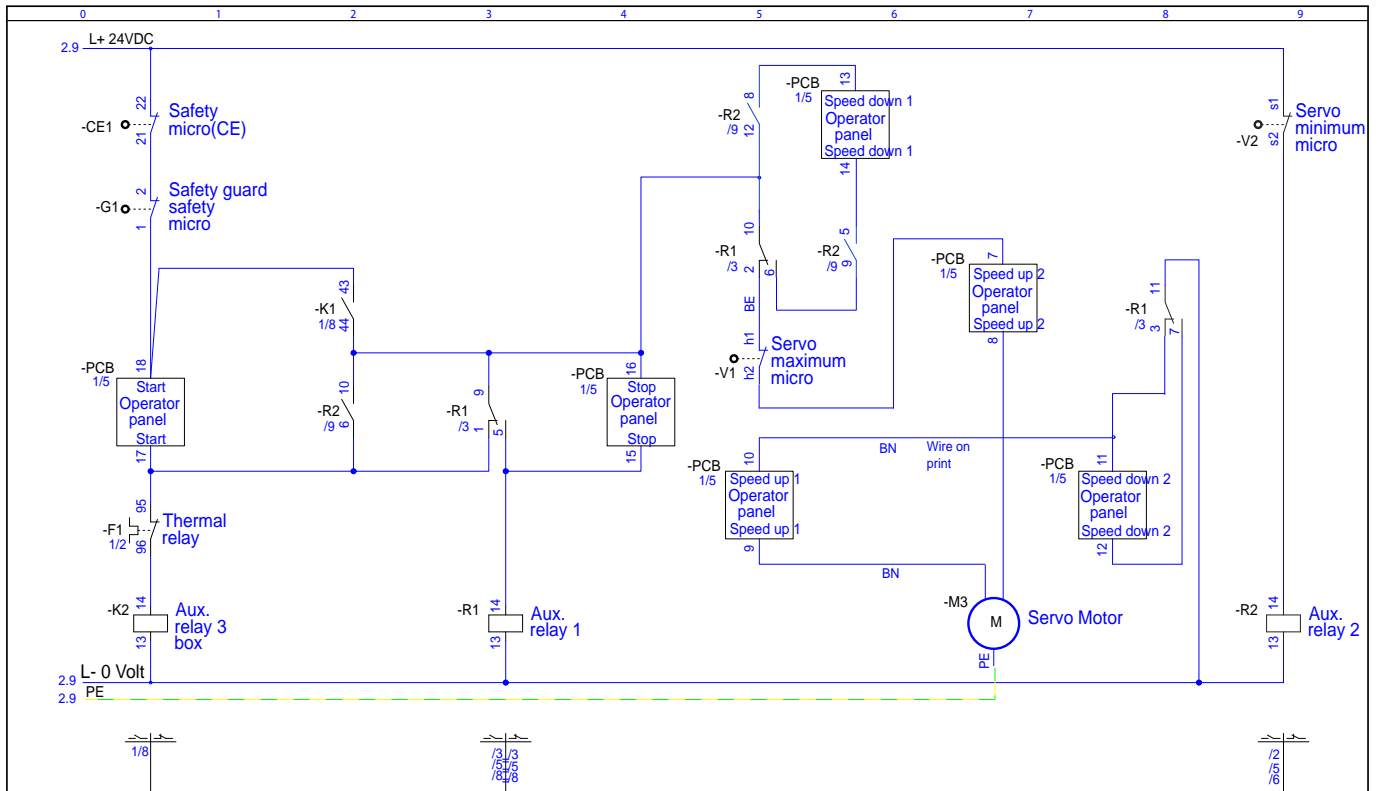 0 1 2 3 4 5 6 7 8 9
L+ 24VDC
2.9
22
21
-CE1
Safety
micro(CE)
2
1
-G1
Safety guard
safety
micro
43
44
-K1
1/8
18
-PCB
1/5
Start
Operator
panel
Start
17
10
6
-R2
/9
9
1
5
-R1
/3
16
-PCB
1/5
Stop
Operator
panel
Stop
15
95
96
-F1
1/2
Thermal
relay
14
13
-K2
Aux.
relay 3
box
14
13
-R1
Aux.
relay 1
8
12
-R2
/9
13
-PCB
1/5
Speed down 1
Operator
panel
Speed down 1
14
10
2
6
-R1
/3
5
9
-R2
/9
BE
h1
h2
-V1
Servo
maximum
micro
7
-PCB
1/5
Speed up 2
Operator
panel
Speed up 2
8
11
3
7
-R1
/3
BN
Wire on
print
10
-PCB
1/5
Speed up 1
Operator
panel
Speed up 1
9
BN
11
-PCB
1/5
Speed down 2
Operator
panel
Speed down 2
12
-M3
M
Servo Motor
PE
s1
s2
-V2
Servo
minimum
micro
14
13
-R2
Aux.
relay 2
L- 0 Volt
2.9
PE
2.9
1/8
/3 /3
/5 /5
/8 /8
/2
/5
/6